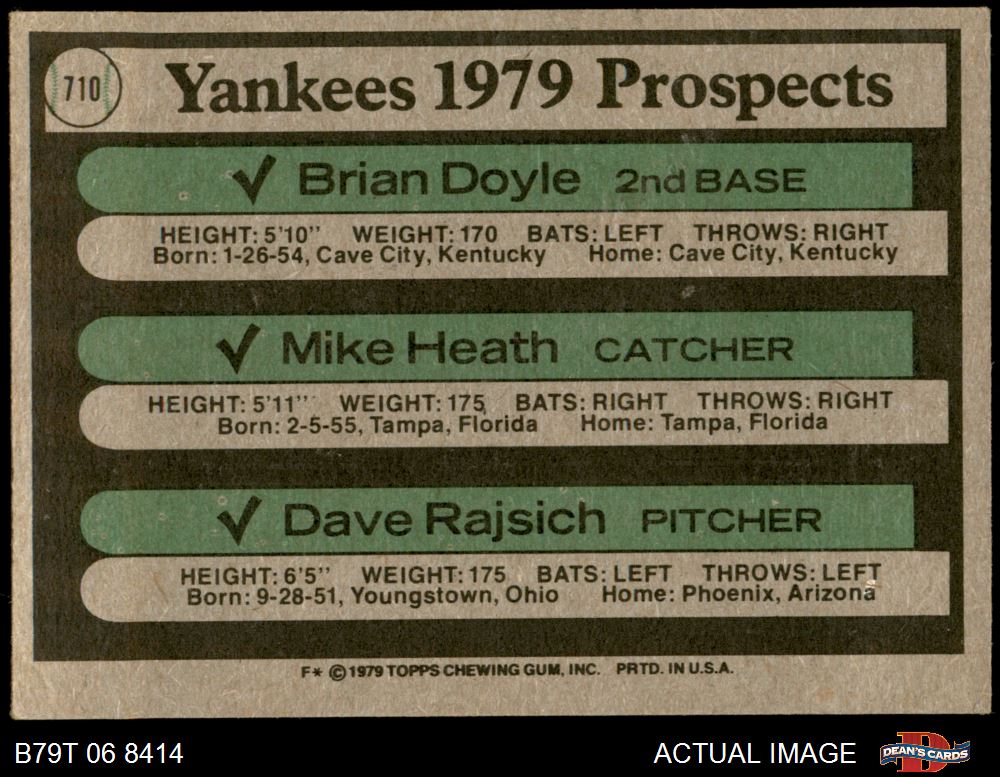 710
Yankees 1979 Prospects
✓ Brian Doyle 2nd BASE
HEIGHT: 5'10" WEIGHT: 170 BATS: LEFT THROWS: RIGHT
Born: 1-26-54, Cave City, Kentucky Home: Cave City, Kentucky
✓ Mike Heath CATCHER
HEIGHT: 5'11" WEIGHT: 175 BATS: RIGHT THROWS: RIGHT
Born: 2-5-55, Tampa, Florida Home: Tampa, Florida
✓ Dave Rajsich PITCHER
HEIGHT: 6'5" WEIGHT: 175 BATS: LEFT THROWS: LEFT
Born: 9-28-51, Youngstown, Ohio Home: Phoenix, Arizona
F* © 1979 TOPPS CHEWING GUM, INC. PRTD. IN U.S.A.
B79T 06 8414 ACTUAL IMAGE DEAN'S CARDS